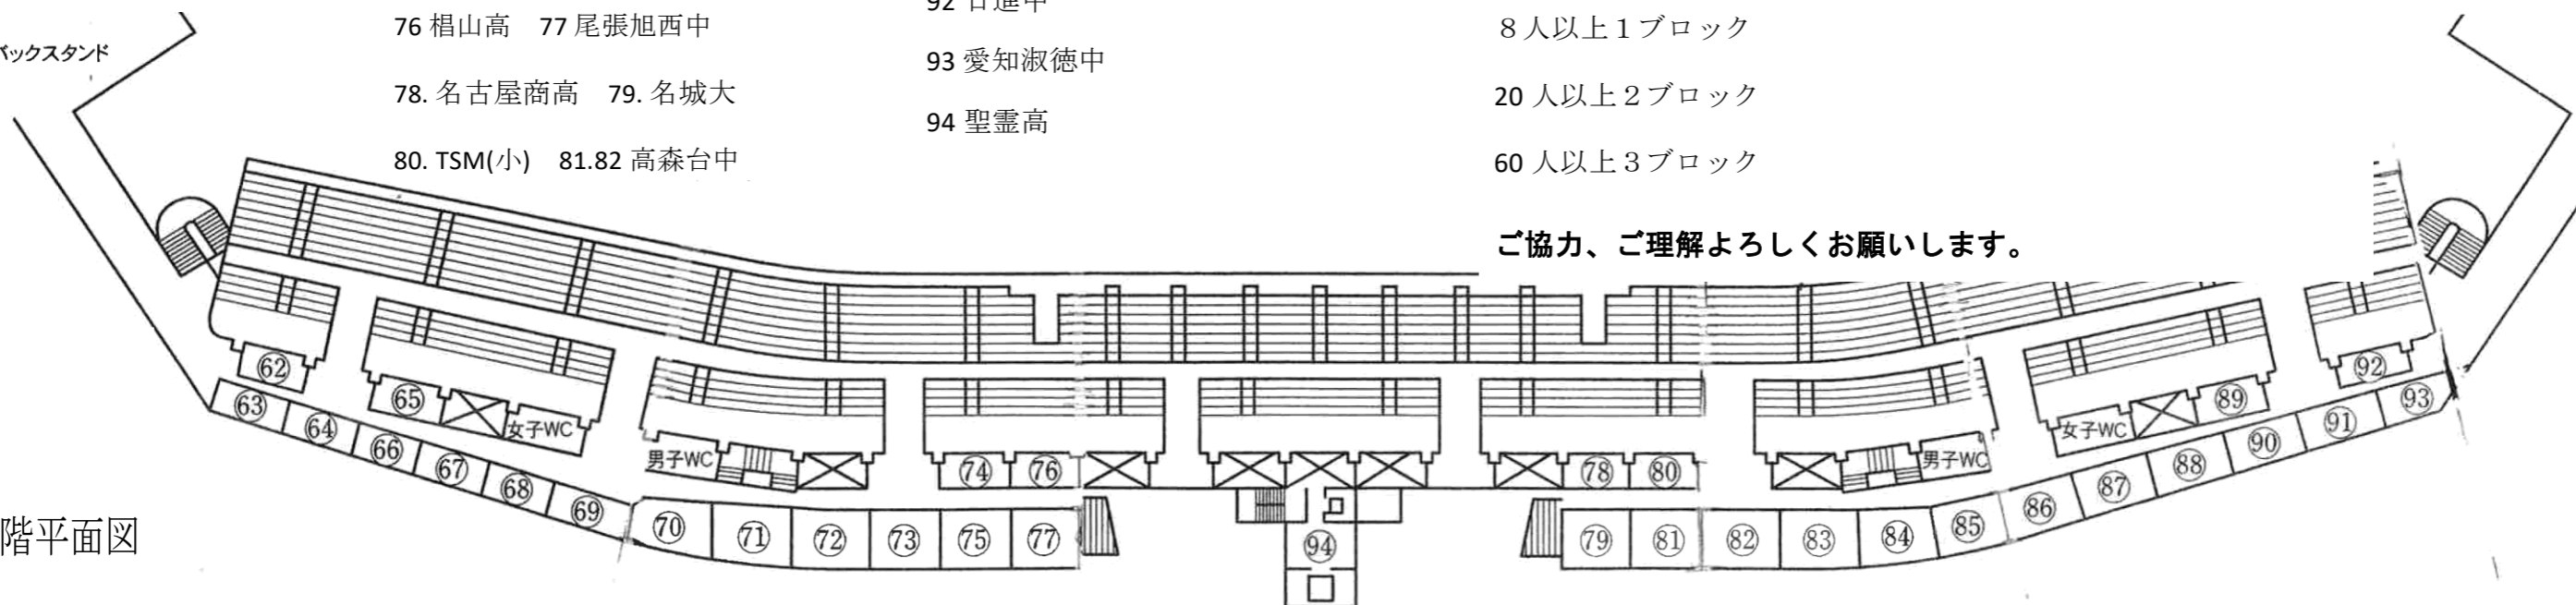 バックスタンド
76 椙山高　77 尾張旭西中
78. 名古屋商高　79. 名城大
80. TSM(小)　81.82 高森台中
92 日進中
93 愛知淑徳中
94 聖霊高
８人以上１ブロック
20 人以上２ブロック
60 人以上３ブロック
ご協力、ご理解よろしくお願いします。
62
63
64
65
66
67
68
69
女子WC
男子WC
70
71
72
73
74
75
76
77
94
78
79
80
81
82
83
84
85
男子WC
86
87
88
女子WC
89
90
91
92
93
階平面図